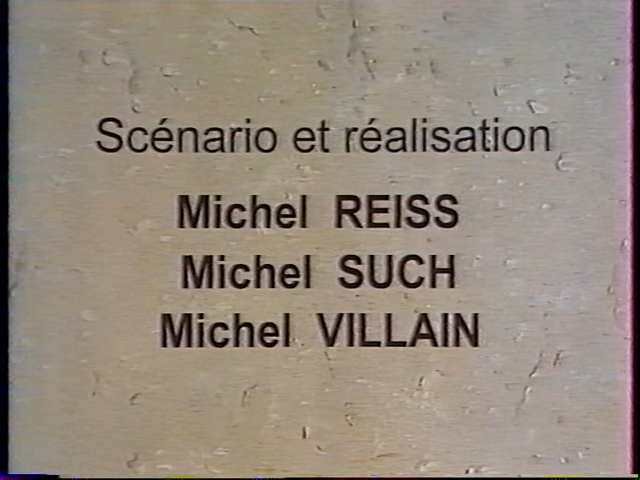 Scénario et réalisation
Michel REISS
Michel SUCH
Michel VILLAIN